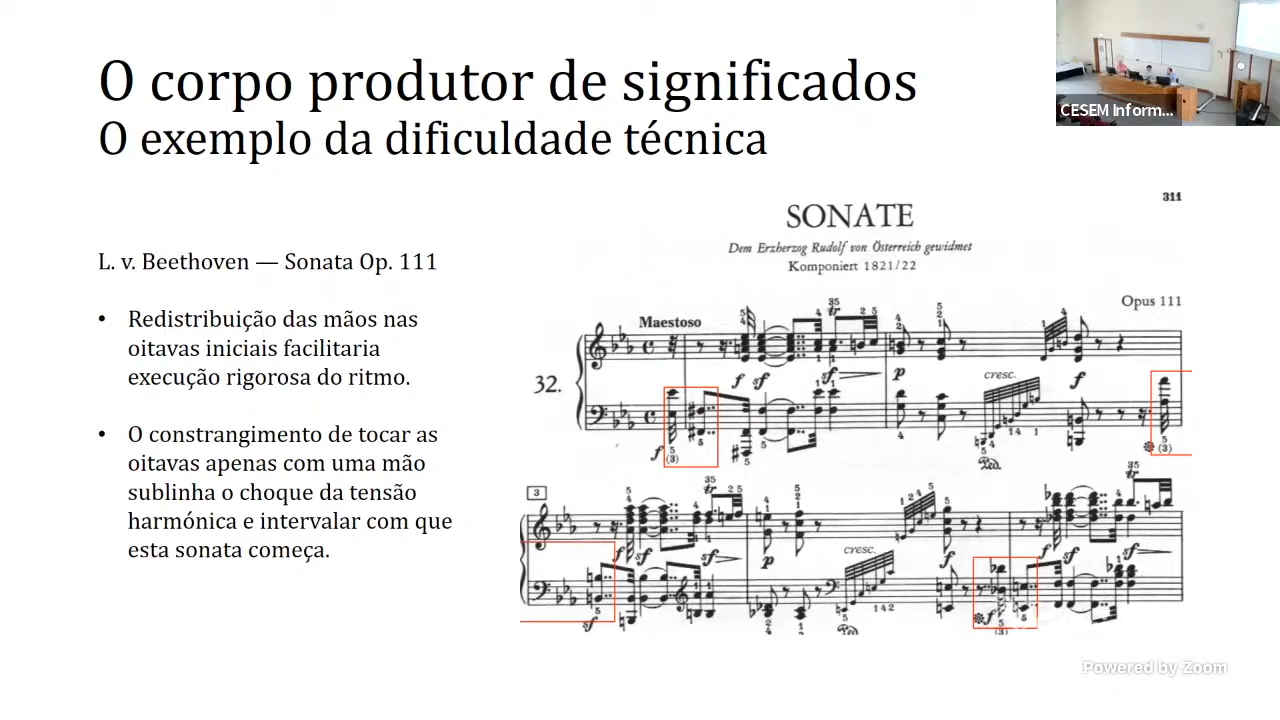 O corpo produtor de significados
O exemplo da dificuldade técnica
CESEM Inform...
L. v. Beethoven — Sonata Op. 111
• Redistribuição das mãos nas
oitavas iniciais facilitaria
execução rigorosa do ritmo.
• O constrangimento de tocar as
oitavas apenas com uma mão
sublinha o choque da tensão
harmónica e intervalar com que
esta sonata começa.
311
SONATE
Dem Erzherzog Rudolf von Österreich gewidmet
Komponiert 1821/22
Opus 111
Maestoso
32.
cresc.
3
cresc.
Powered by Zoom